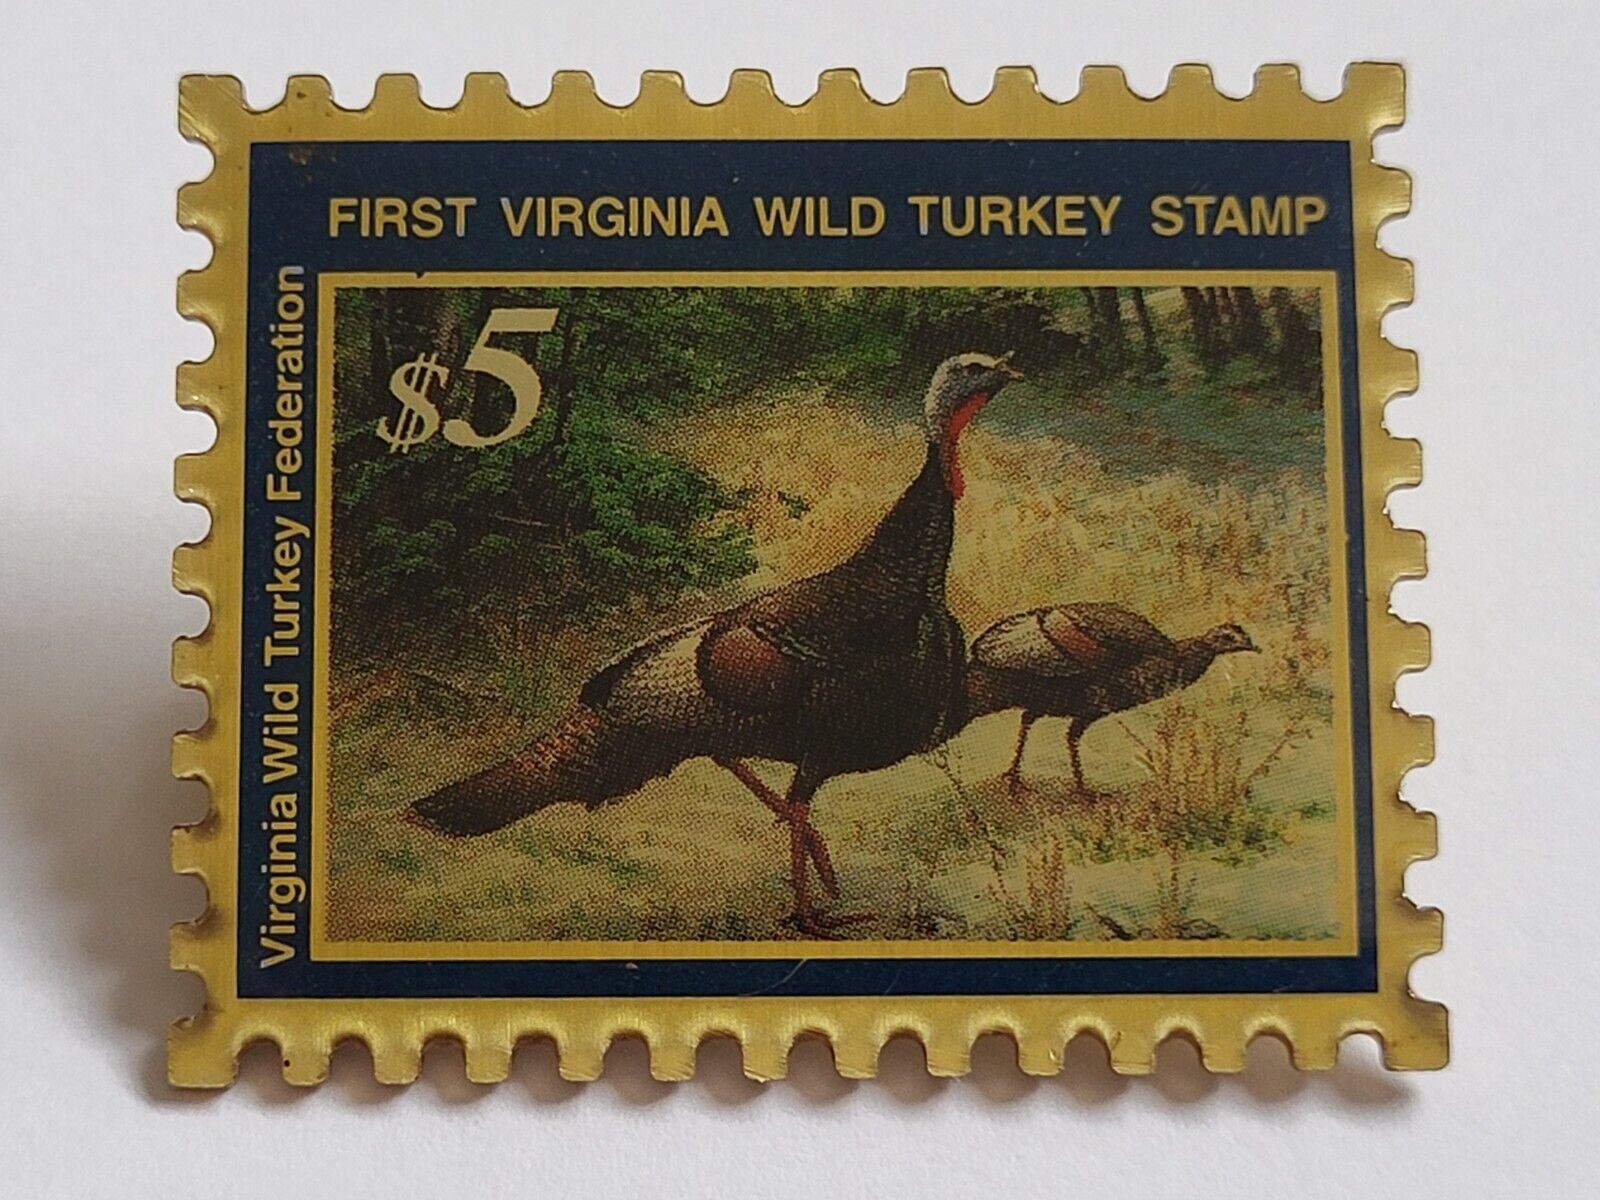 FIRST VIRGINIA WILD TURKEY STAMP
Virginia Wild Turkey Federation
$5